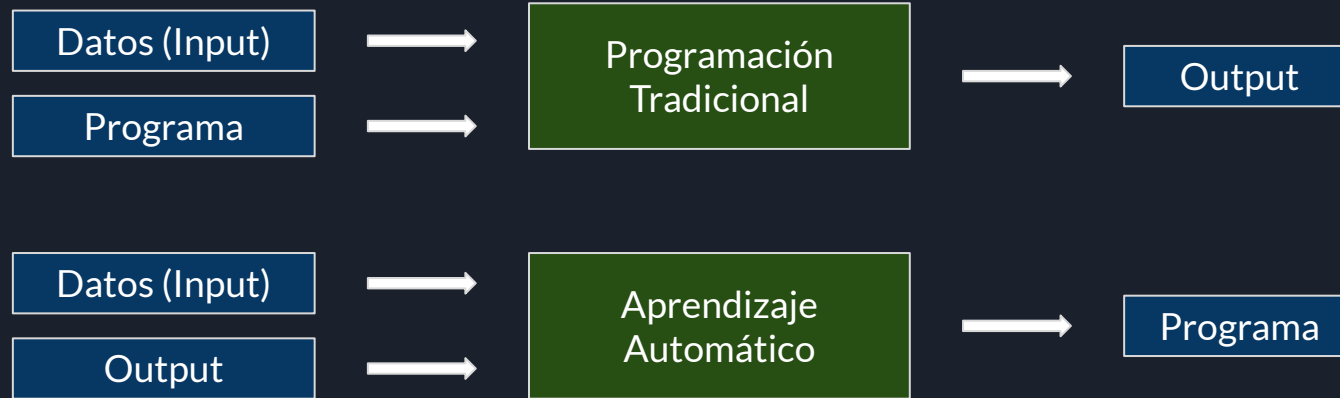 Datos (Input)
Programa
Programación
Tradicional
Output
Datos (Input)
Output
Aprendizaje
Automático
Programa